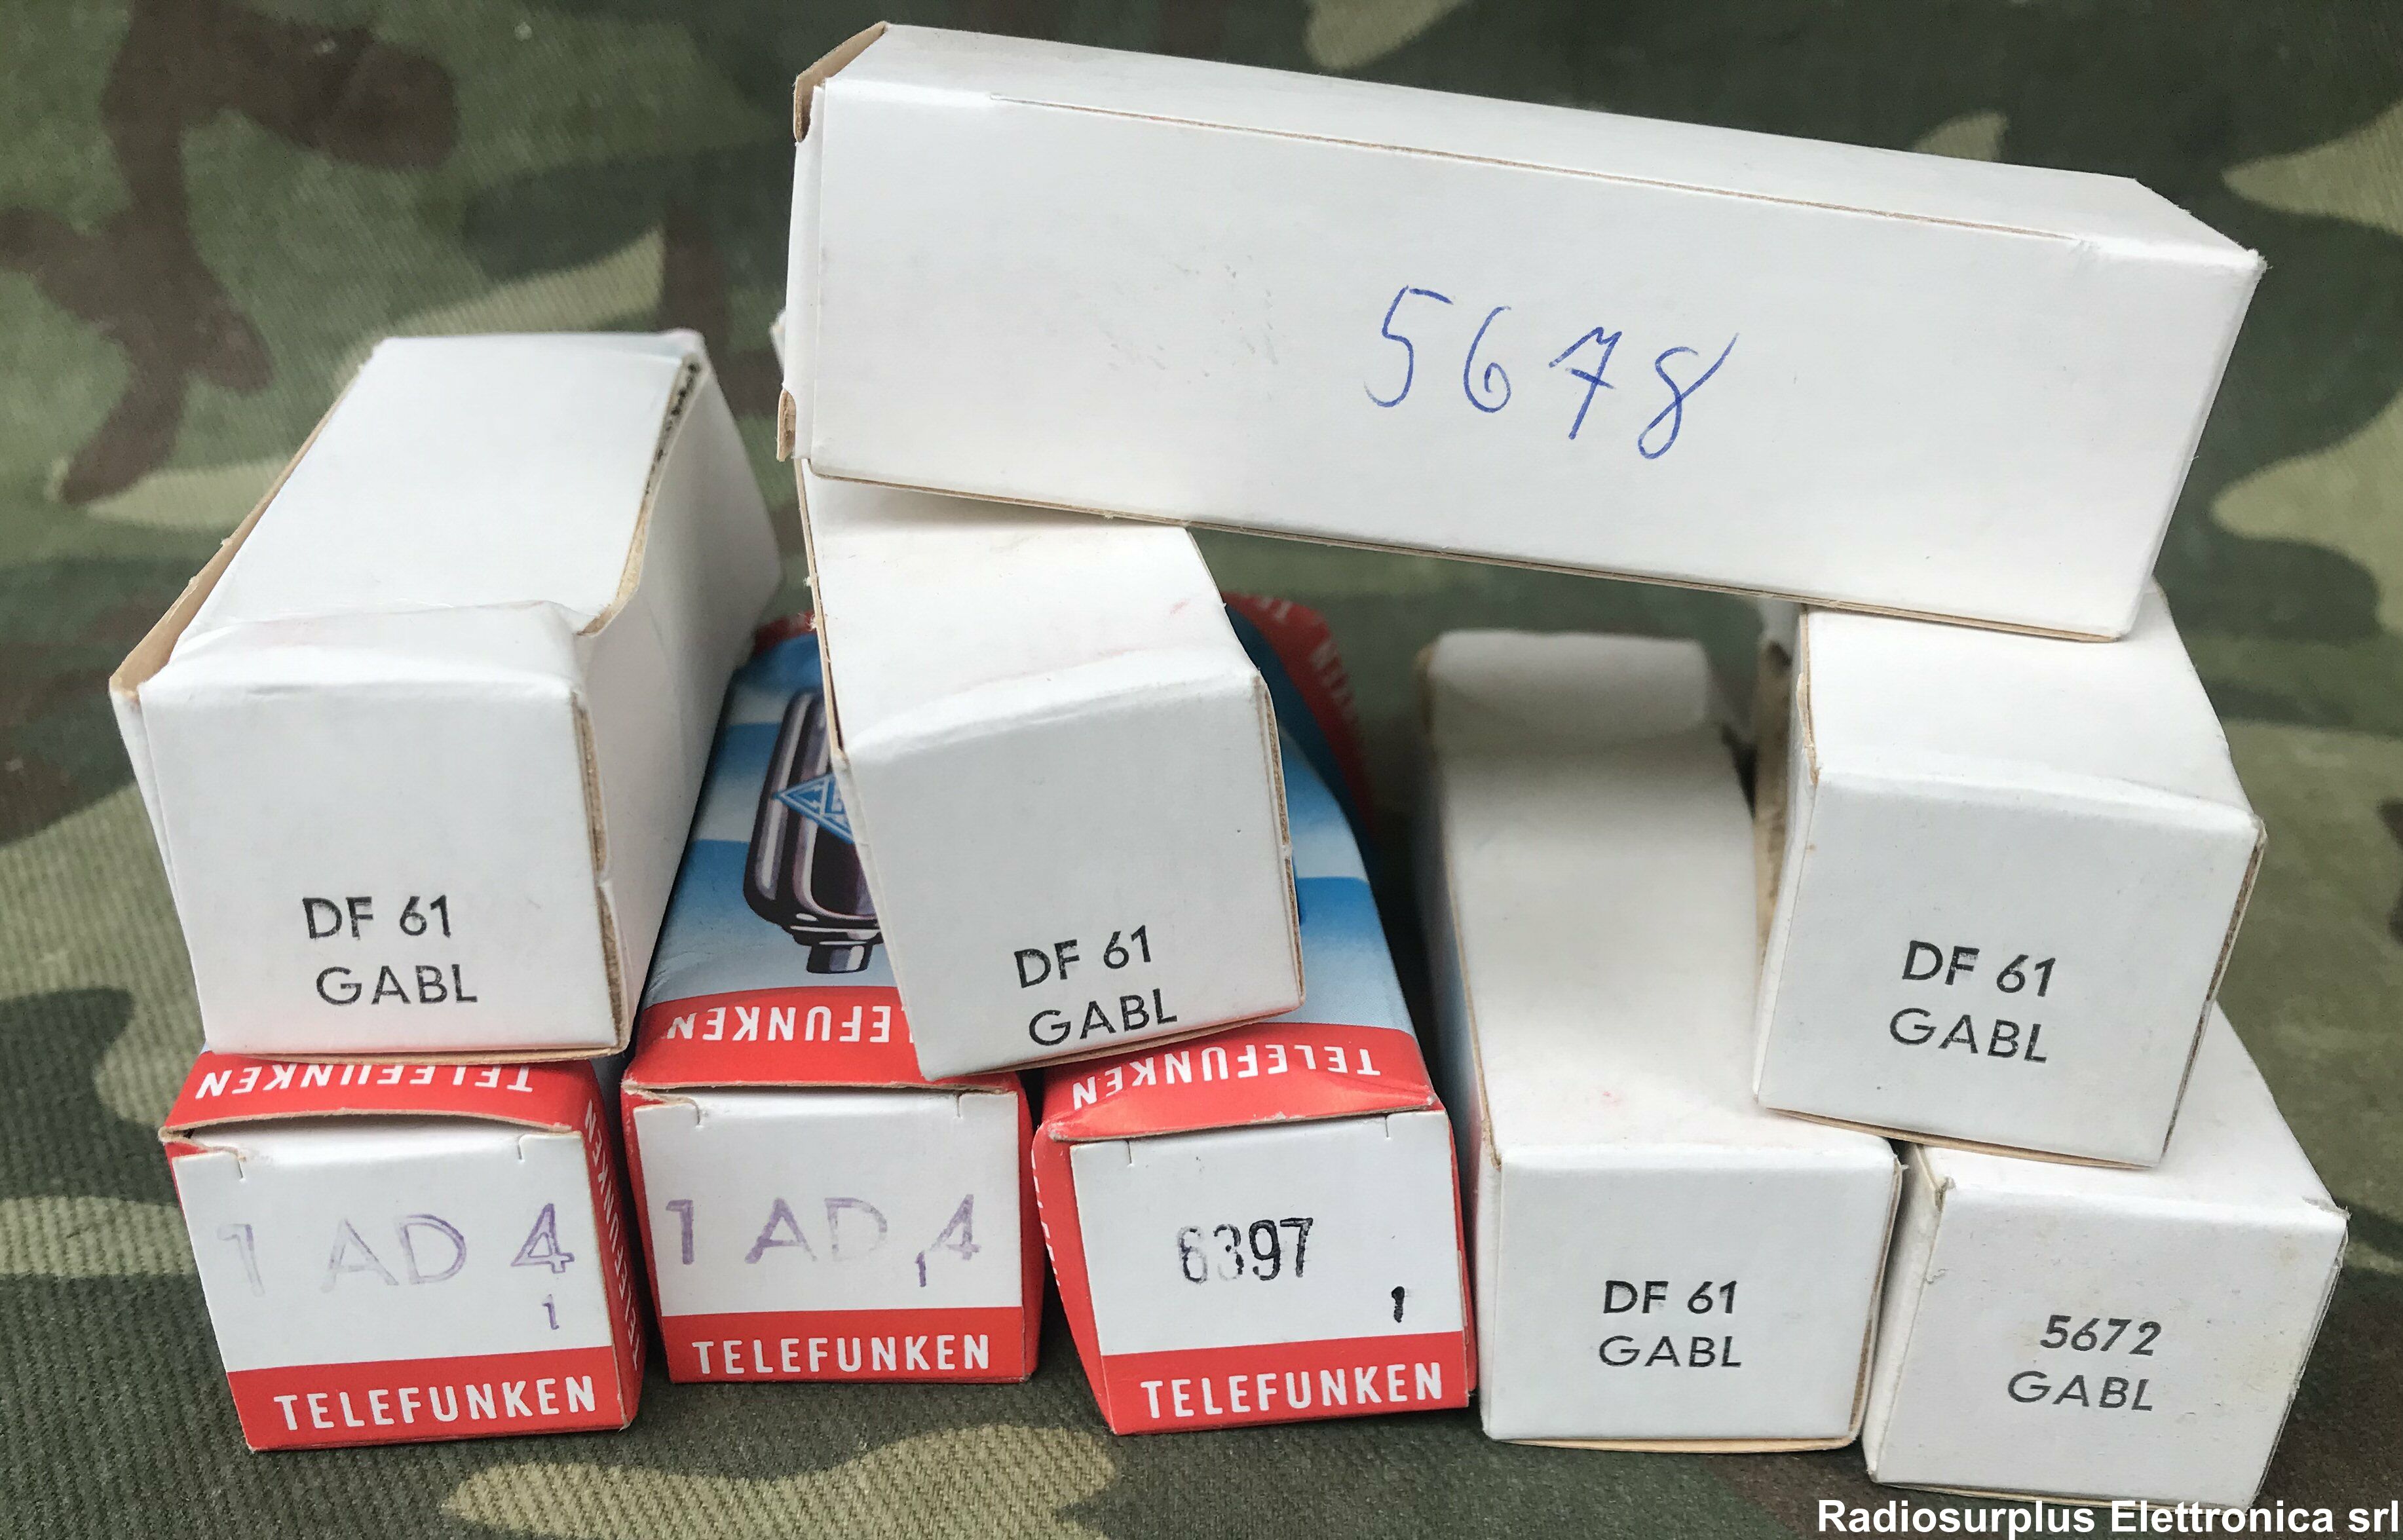 5678
DF 61
GABL
DF 61
GABL
DF 61
GABL
TELEFUNKEN
TELEFUNKEN
TELEFUNKEN
1 AD 4
1
TELEFUNKEN
1 AD 4
1
TELEFUNKEN
6397
1
TELEFUNKEN
DF 61
GABL
5672
GABL
Radiosurplus Elettronica srl